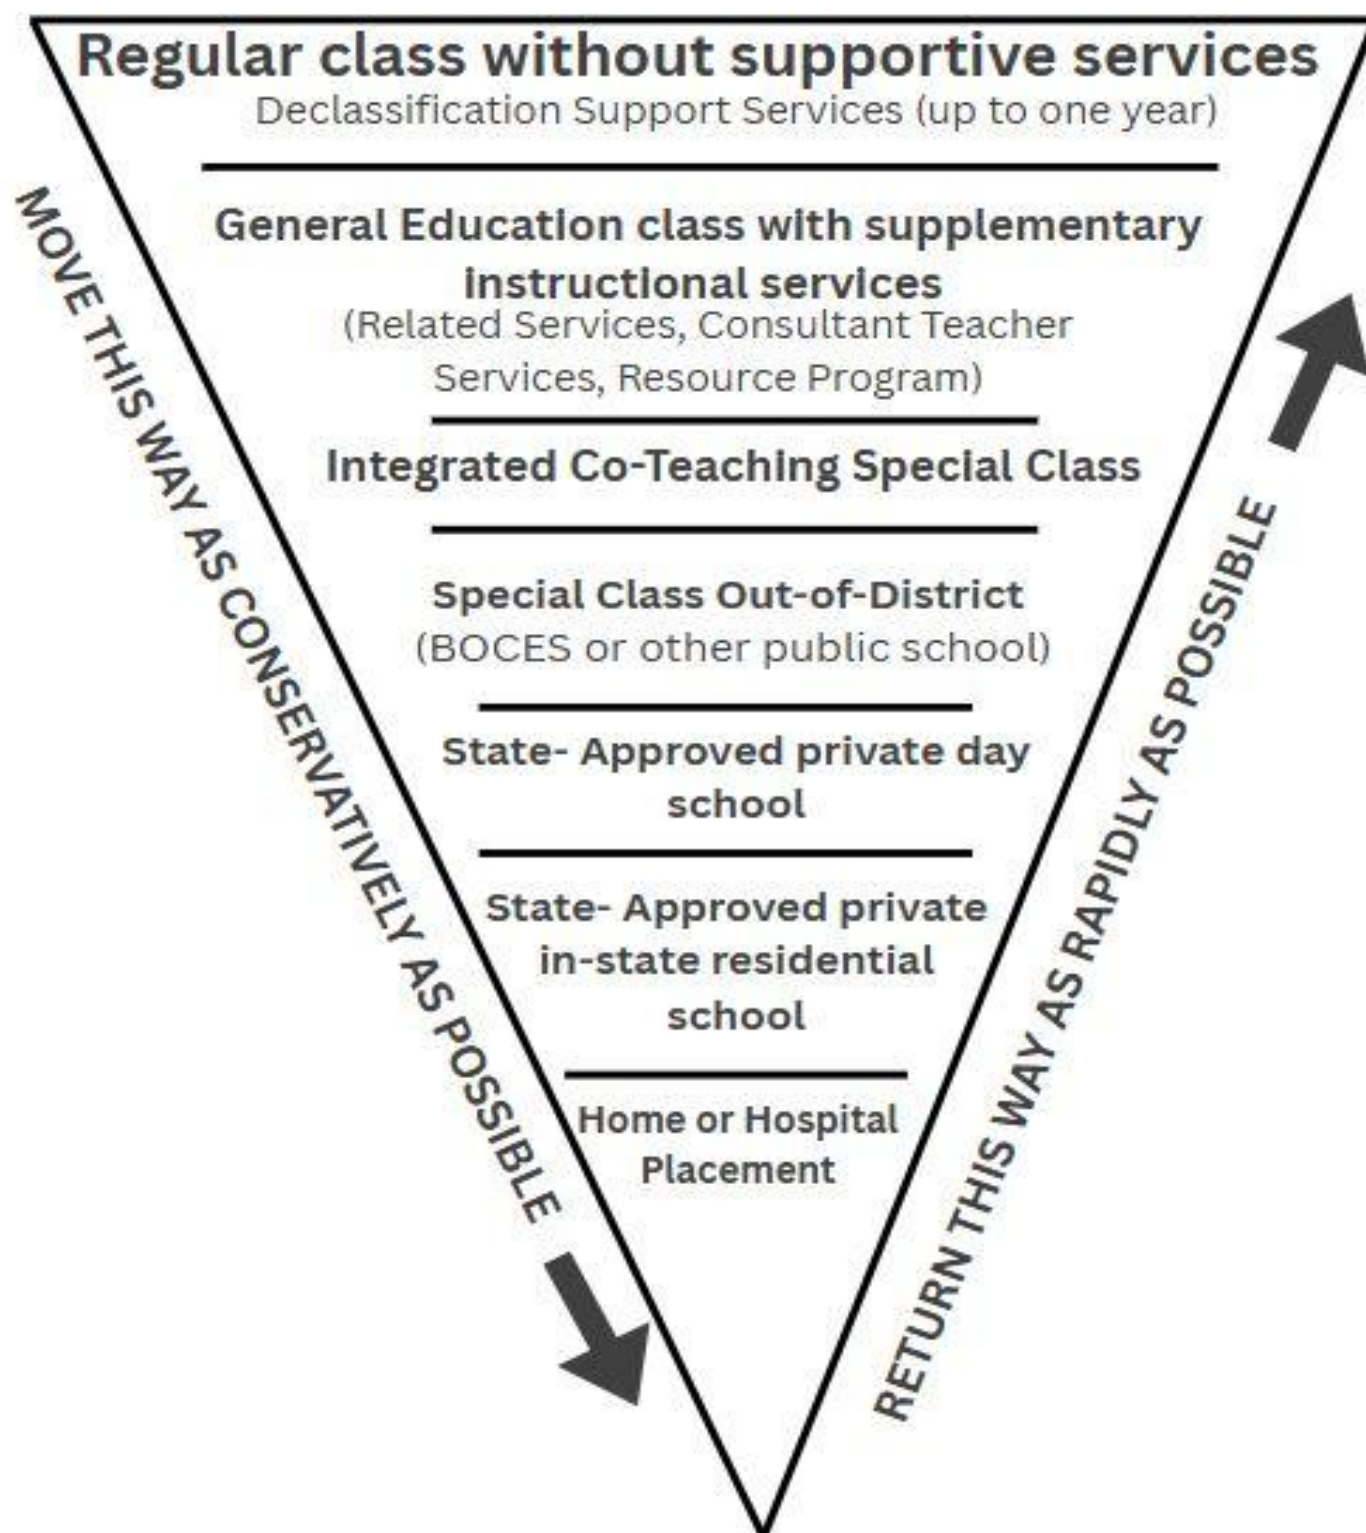 Regular class without supportive services
Declassification Support Services (up to one year)
General Education class with supplementary
instructional services
(Related Services, Consultant Teacher
Services, Resource Program)
Integrated Co-Teaching Special Class
Special Class Out-of-District
(BOCES or other public school)
State- Approved private day
school
State- Approved private
in-state residential
school
Home or Hospital
Placement
MOVE THIS WAY AS CONSERVATIVELY AS POSSIBLE
RETURN THIS WAY AS RAPIDLY AS POSSIBLE